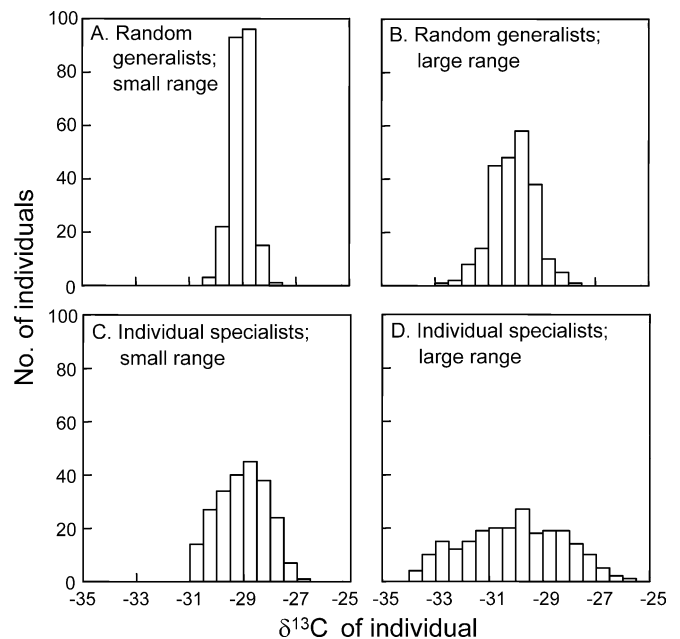 A. Random
generalists;
small range
B. Random generalists;
large range
100
80
60
40
20
0
C. Individual specialists;
small range
D. Individual specialists;
large range
100
80
60
40
20
0
-35 -33 -31 -29 -27 -25
-35 -33 -31 -29 -27 -25
No. of individuals
δ¹³C of individual